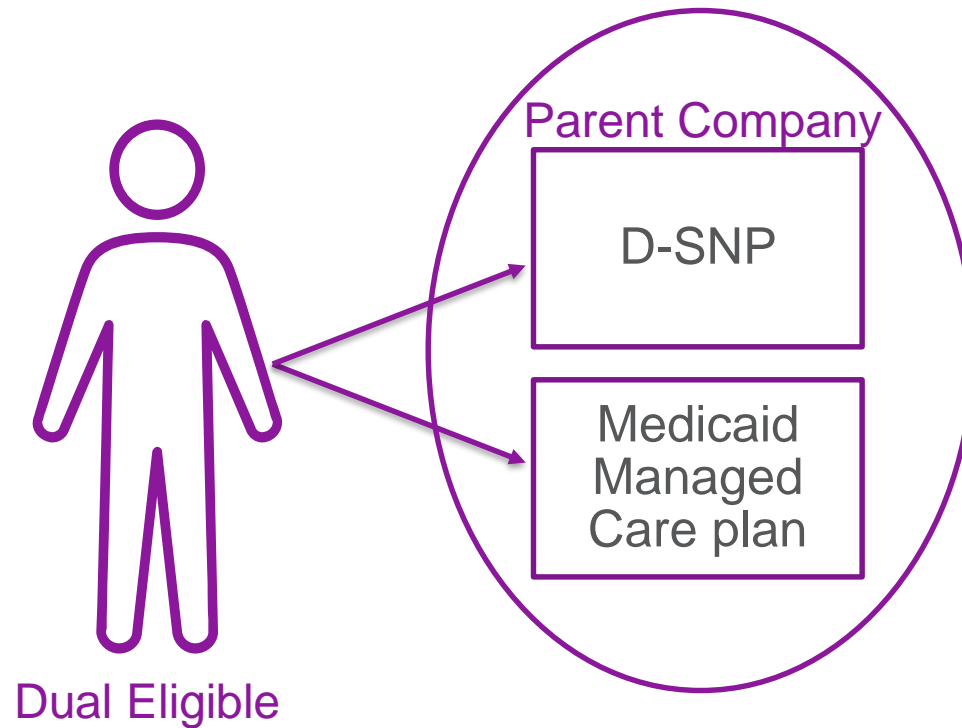 Parent Company
D-SNP
Medicaid
Managed
Care plan
Dual Eligible